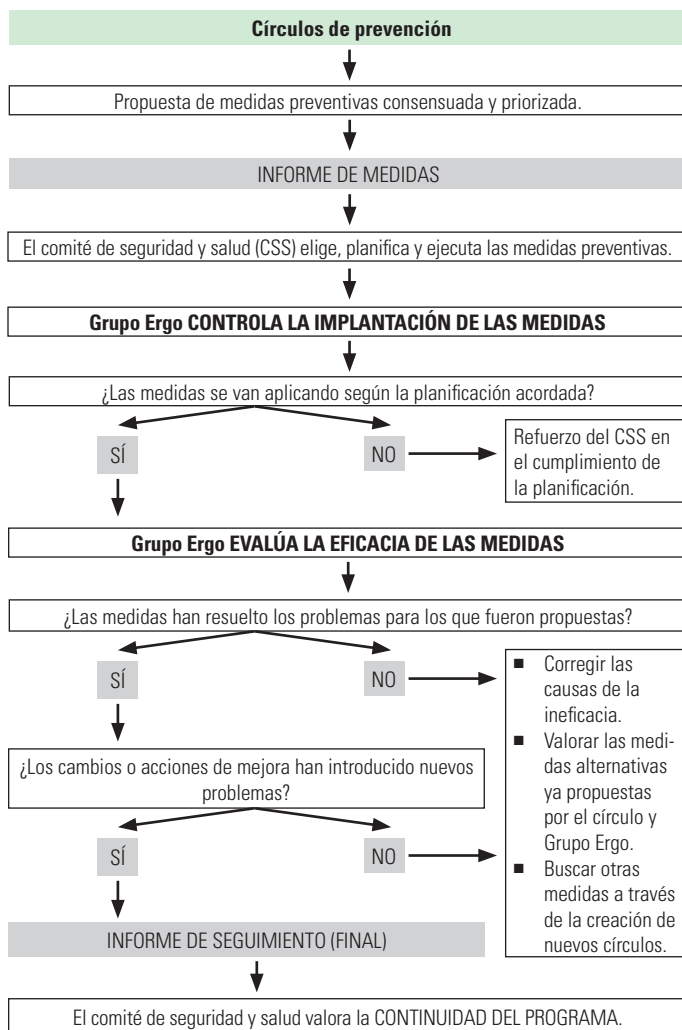 Círculos de prevención
Propuesta de medidas preventivas consensuada y priorizada.
INFORME DE MEDIDAS
El comité de seguridad y salud (CSS) elige, planifica y ejecuta las medidas preventivas.
Grupo Ergo CONTROLA LA IMPLANTACIÓN DE LAS MEDIDAS
¿Las medidas se van aplicando según la planificación acordada?
SÍ
NO
Refuerzo del CSS en
el cumplimiento de
la planificación.
Grupo Ergo EVALÚA LA EFICACIA DE LAS MEDIDAS
¿Las medidas han resuelto los problemas para los que fueron propuestas?
SÍ
NO
■ Corregir las
causas de la
ineficacia.
■ Valorar las medi-
das alternativas
ya propuestas
por el círculo y
Grupo Ergo.
■ Buscar otras
medidas a través
de la creación de
nuevos círculos.
¿Los cambios o acciones de mejora han introducido nuevos
problemas?
SÍ
NO
INFORME DE SEGUIMIENTO (FINAL)
El comité de seguridad y salud valora la CONTINUIDAD DEL PROGRAMA.